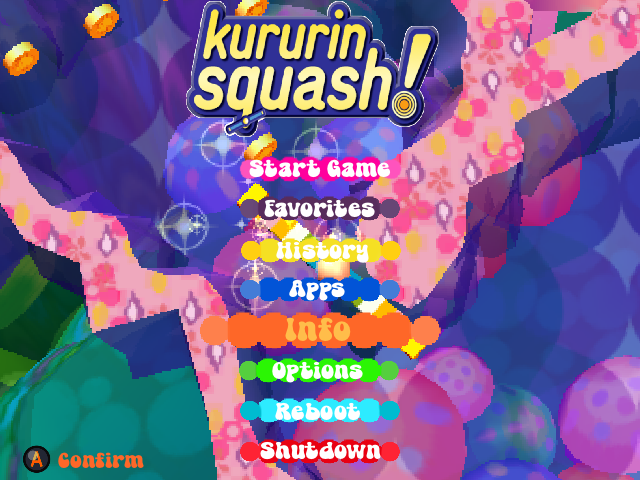 kururin
squash!
Start Game
Favorites
History
Apps
Info
Options
Reboot
Shutdown
A Confirm